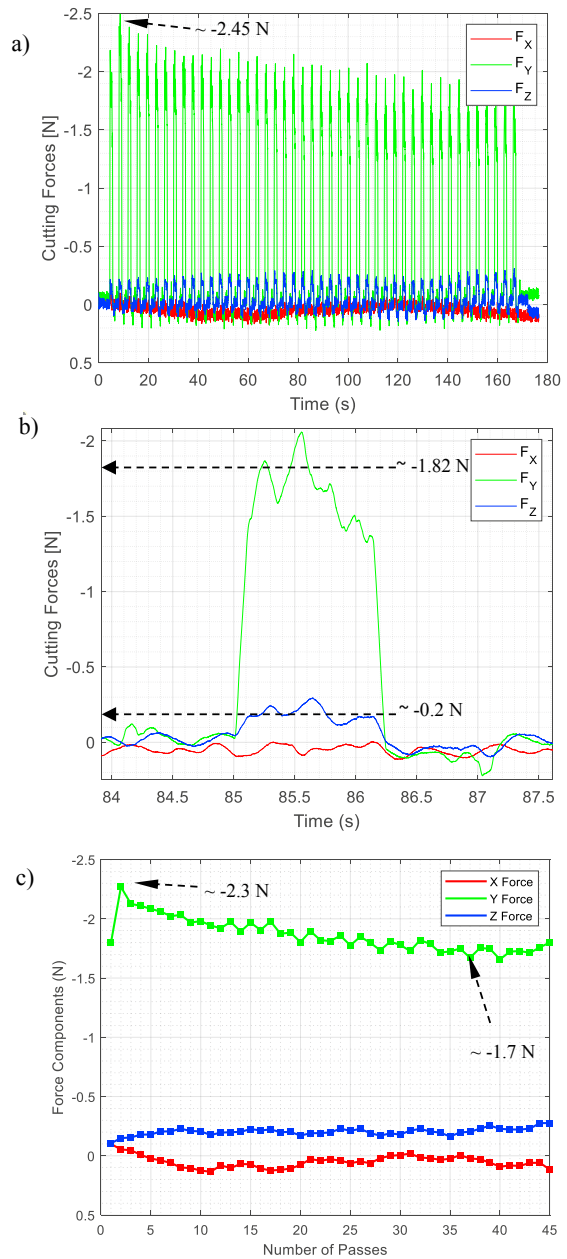 a)
~ -2.45 N
F_X
F_Y
F_Z
-2.5
-2
-1.5
-1
-0.5
0
0.5
Cutting Forces [N]
0 20 40 60 80 100 120 140 160 180
Time (s)
b)
~ -1.82 N
F_X
F_Y
F_Z
~ -0.2 N
-2
-1.5
-1
-0.5
0
Cutting Forces [N]
84 84.5 85 85.5 86 86.5 87 87.5
Time (s)
c)
~ -2.3 N
X Force
Y Force
Z Force
~ -1.7 N
-2.5
-2
-1.5
-1
-0.5
0
0.5
Force Components (N)
0 5 10 15 20 25 30 35 40 45
Number of Passes